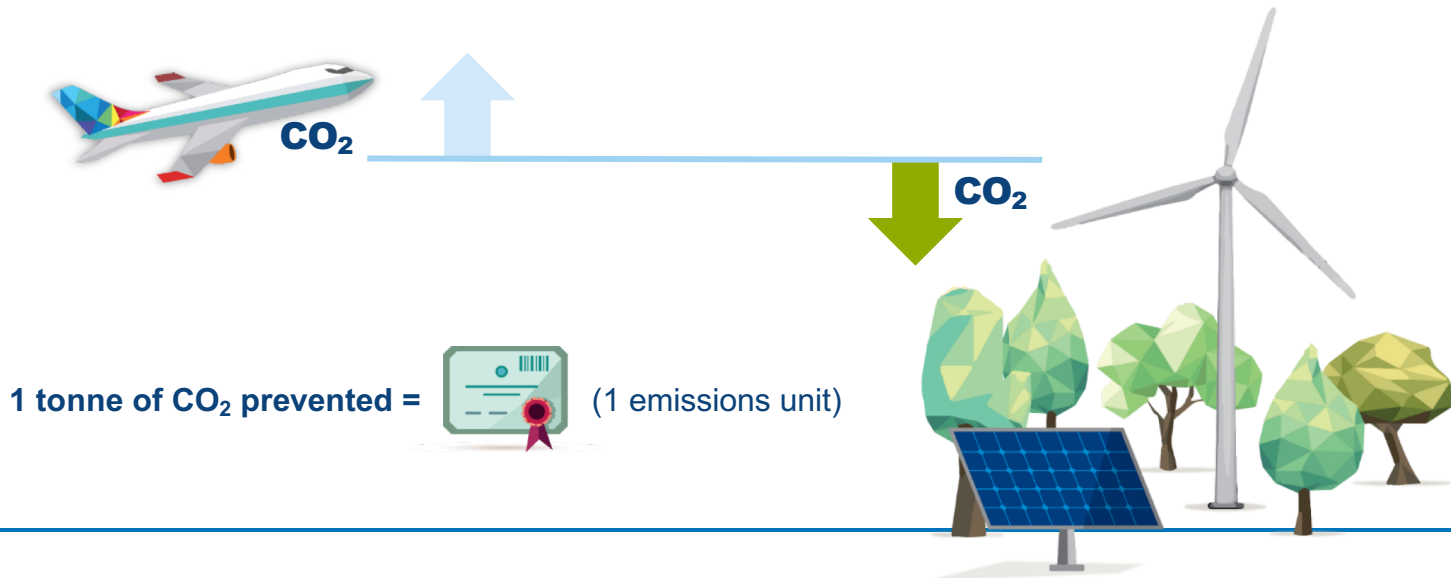 CO₂
CO₂
1 tonne of CO₂ prevented = (1 emissions unit)